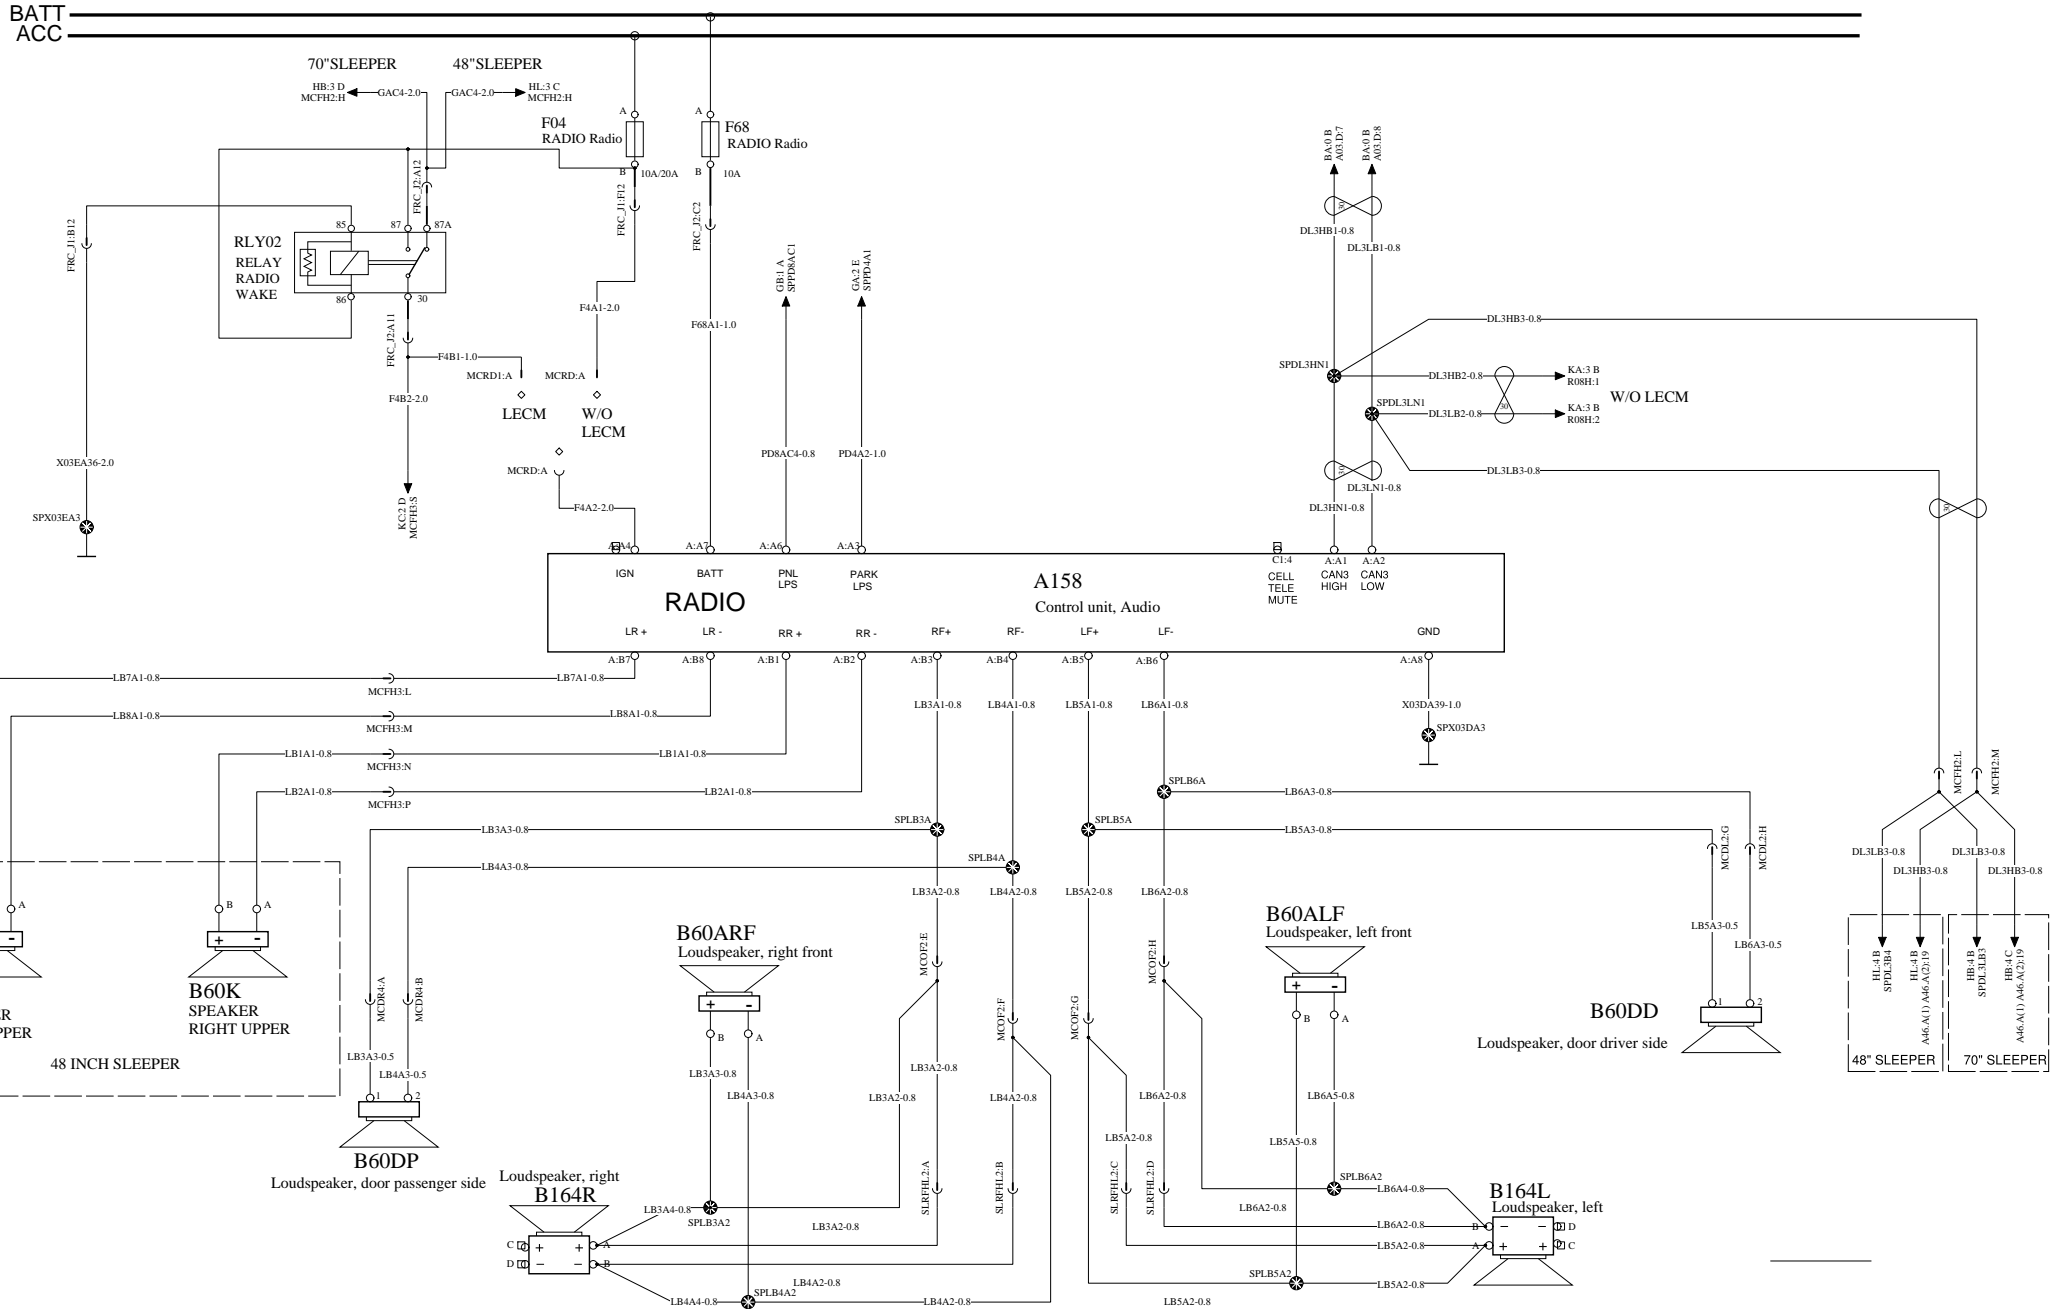 BATT
ACC
70"SLEEPER
48"SLEEPER
HB:3 D
MCFH2:H
GAC4-2.0
GAC4-2.0
HL:3 C
MCFH2:H
F04
RADIO Radio
A
B
10A/20A
F68
RADIO Radio
A
B
10A
FRC_J2:A12
FRC_J1:F12
FRC_J2:C2
FRC_J1:B12
85
87
87A
RLY02
RELAY
RADIO
WAKE
86
30
FRC_J2:A11
F4B1-1.0
MCRD1:A
LECM
F4A1-2.0
MCRD:A
W/O
LECM
F4B2-2.0
MCRD:A
F4A2-2.0
KC:2 D
MCFH3:S
X03EA36-2.0
SPX03EA3
F68A1-1.0
GB:1 A
SPPD8AC1
GA:2 E
SPPD4A1
PD8AC4-0.8
PD4A2-1.0
BA:0 B
A03.D:7
BA:0 B
A03.D:8
30
DL3HB1-0.8
DL3LB1-0.8
DL3HB3-0.8
SPDL3HN1
DL3HB2-0.8
KA:3 B
R08H:1
W/O LECM
SPDL3LN1
DL3LB2-0.8
30
KA:3 B
R08H:2
30
DL3LB3-0.8
DL3LN1-0.8
DL3HN1-0.8
30
A:A4
A:A7
A:A6
A:A3
C1:4
A:A1
A:A2
IGN
BATT
PNL
LPS
PARK
LPS
RADIO
A158
Control unit, Audio
CELL
TELE
MUTE
CAN3
HIGH
CAN3
LOW
LR +
LR -
RR +
RR -
RF+
RF-
LF+
LF-
GND
A:B7
A:B8
A:B1
A:B2
A:B3
A:B4
A:B5
A:B6
A:A8
LB7A1-0.8
MCFH3:L
LB7A1-0.8
LB8A1-0.8
MCFH3:M
LB8A1-0.8
LB1A1-0.8
MCFH3:N
LB1A1-0.8
LB2A1-0.8
MCFH3:P
LB2A1-0.8
LB3A1-0.8
LB4A1-0.8
LB5A1-0.8
LB6A1-0.8
X03DA39-1.0
SPX03DA3
SPLB6A
LB6A3-0.8
SPLB3A
LB3A3-0.8
SPLB5A
LB5A3-0.8
SPLB4A
LB4A3-0.8
LB3A2-0.8
LB4A2-0.8
LB5A2-0.8
LB6A2-0.8
MCDL2:G
MCDL2:H
MCFH2:L
MCFH2:M
DL3LB3-0.8
DL3HB3-0.8
DL3LB3-0.8
DL3HB3-0.8
HL:4 B
SPDL3B4
HL:4 B
A46.A(1) A46.A(2):19
HB:4 B
SPDL3LB3
HB:4 C
A46.A(1) A46.A(2):19
48" SLEEPER
70" SLEEPER
A
B
A
+
-
-
B60K
SPEAKER
RIGHT UPPER
R
PPER
48 INCH SLEEPER
MCDR4:A
MCDR4:B
LB3A3-0.5
LB4A3-0.5
1
2
B60DP
Loudspeaker, door passenger side
B60ARF
Loudspeaker, right front
+
-
B
A
LB3A3-0.8
LB4A3-0.8
MCOF2:E
MCOF2:F
MCOF2:G
MCOF2:H
LB3A2-0.8
LB3A2-0.8
LB4A2-0.8
LB6A2-0.8
LB5A2-0.8
B60ALF
Loudspeaker, left front
+
-
B
A
LB6A5-0.8
LB5A5-0.8
LB5A3-0.5
LB6A3-0.5
1
2
B60DD
Loudspeaker, door driver side
Loudspeaker, right
B164R
C
D
+
+
-
-
A
B
LB3A4-0.8
SPLB3A2
LB3A2-0.8
LB4A4-0.8
SPLB4A2
LB4A2-0.8
LB4A2-0.8
SLRFHL2:A
SLRFHL2:B
SLRFHL2:C
SLRFHL2:D
SPLB6A2
LB6A4-0.8
LB6A2-0.8
LB6A2-0.8
LB5A2-0.8
SPLB5A2
LB5A2-0.8
LB5A2-0.8
B164L
Loudspeaker, left
B
A
-
-
+
+
D
C